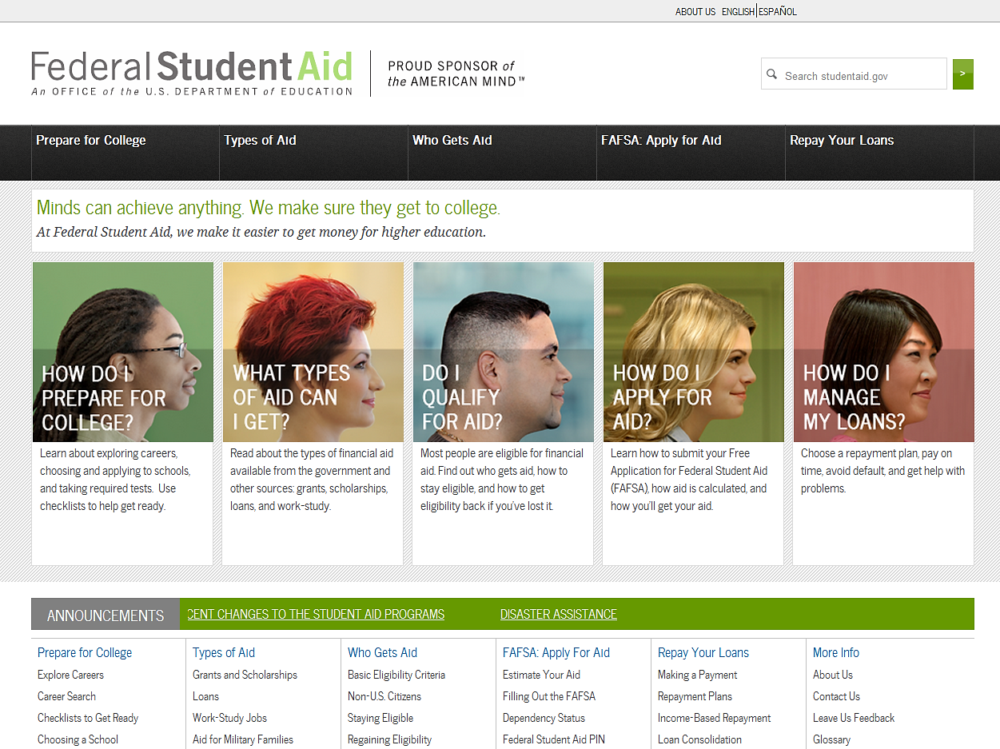 ABOUT US ENGLISH ESPAÑOL
Federal Student Aid
An OFFICE of the U.S. DEPARTMENT of EDUCATION
PROUD SPONSOR of
the AMERICAN MIND™
Search studentaid.gov
>
Prepare for College
Types of Aid
Who Gets Aid
FAFSA: Apply for Aid
Repay Your Loans
Minds can achieve anything. We make sure they get to college.
At Federal Student Aid, we make it easier to get money for higher education.
HOW DO I
PREPARE FOR
COLLEGE?
Learn about exploring careers,
choosing and applying to schools,
and taking required tests. Use
checklists to help get ready.
WHAT TYPES
OF AID CAN
I GET?
Read about the types of financial aid
available from the government and
other sources: grants, scholarships,
loans, and work-study.
DO I
QUALIFY
FOR AID?
Most people are eligible for financial
aid. Find out who gets aid, how to
stay eligible, and how to get
eligibility back if you've lost it.
HOW DO I
APPLY FOR
AID?
Learn how to submit your Free
Application for Federal Student Aid
(FAFSA), how aid is calculated, and
how you'll get your aid.
HOW DO I
MANAGE
MY LOANS?
Choose a repayment plan, pay on
time, avoid default, and get help with
problems.
ANNOUNCEMENTS
CENT CHANGES TO THE STUDENT AID PROGRAMS
DISASTER ASSISTANCE
Prepare for College
Explore Careers
Career Search
Checklists to Get Ready
Choosing a School
Types of Aid
Grants and Scholarships
Loans
Work-Study Jobs
Aid for Military Families
Who Gets Aid
Basic Eligibility Criteria
Non-U.S. Citizens
Staying Eligible
Regaining Eligibility
FAFSA: Apply For Aid
Estimate Your Aid
Filling Out the FAFSA
Dependency Status
Federal Student Aid PIN
Repay Your Loans
Making a Payment
Repayment Plans
Income-Based Repayment
Loan Consolidation
More Info
About Us
Contact Us
Leave Us Feedback
Glossary